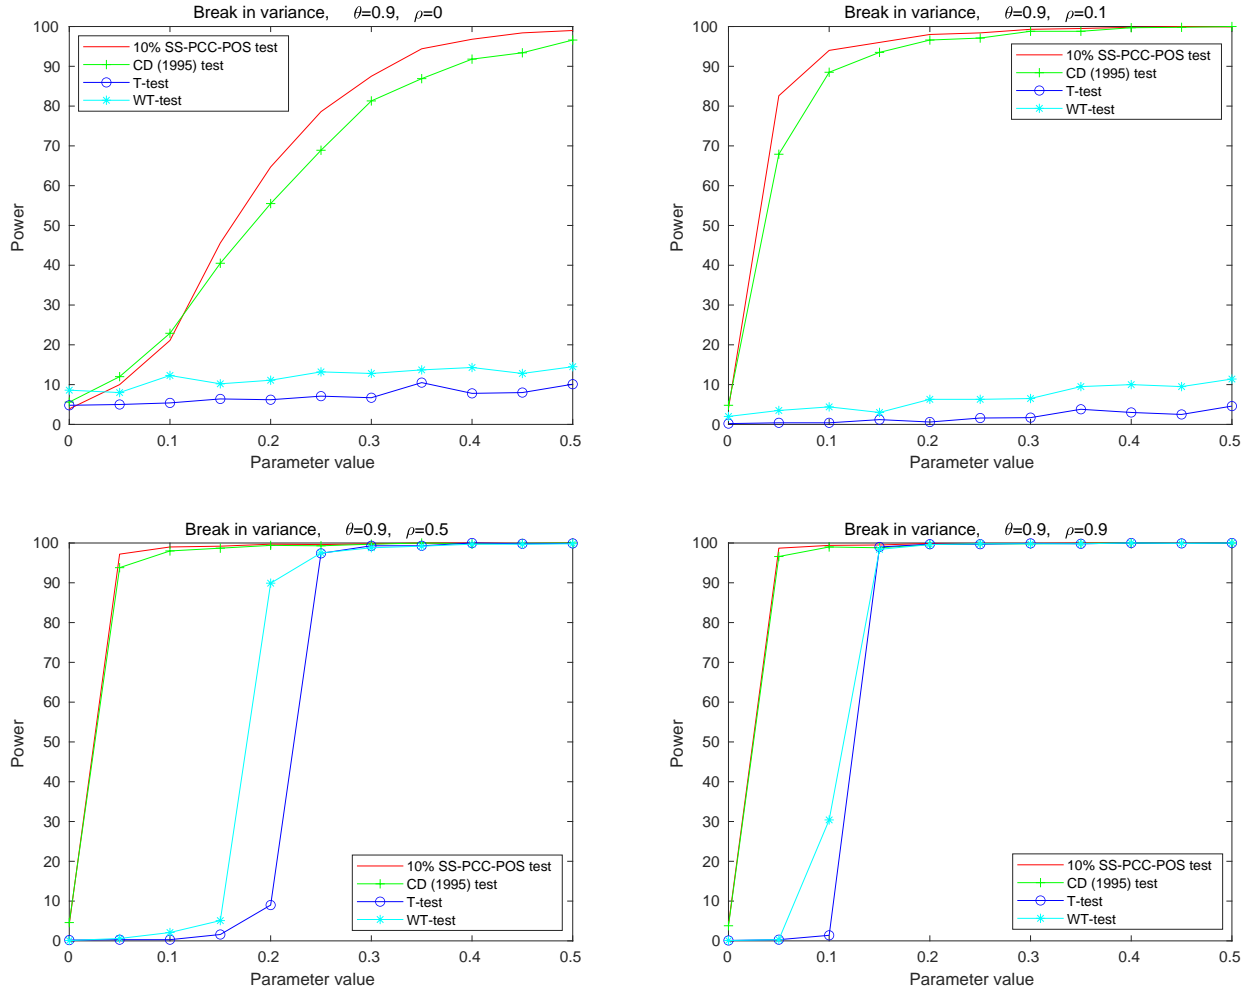 Break in variance, θ=0.9, ρ=0
100
90
80
70
60
50
40
30
20
10
0
Power
10% SS-PCC-POS test
CD (1995) test
T-test
WT-test
0 0.1 0.2 0.3 0.4 0.5
Parameter value
Break in variance, θ=0.9, ρ=0.1
100
90
80
70
60
50
40
30
20
10
0
Power
10% SS-PCC-POS test
CD (1995) test
T-test
WT-test
0 0.1 0.2 0.3 0.4 0.5
Parameter value
Break in variance, θ=0.9, ρ=0.5
100
90
80
70
60
50
40
30
20
10
0
Power
10% SS-PCC-POS test
CD (1995) test
T-test
WT-test
0 0.1 0.2 0.3 0.4 0.5
Parameter value
Break in variance, θ=0.9, ρ=0.9
100
90
80
70
60
50
40
30
20
10
0
Power
10% SS-PCC-POS test
CD (1995) test
T-test
WT-test
0 0.1 0.2 0.3 0.4 0.5
Parameter value